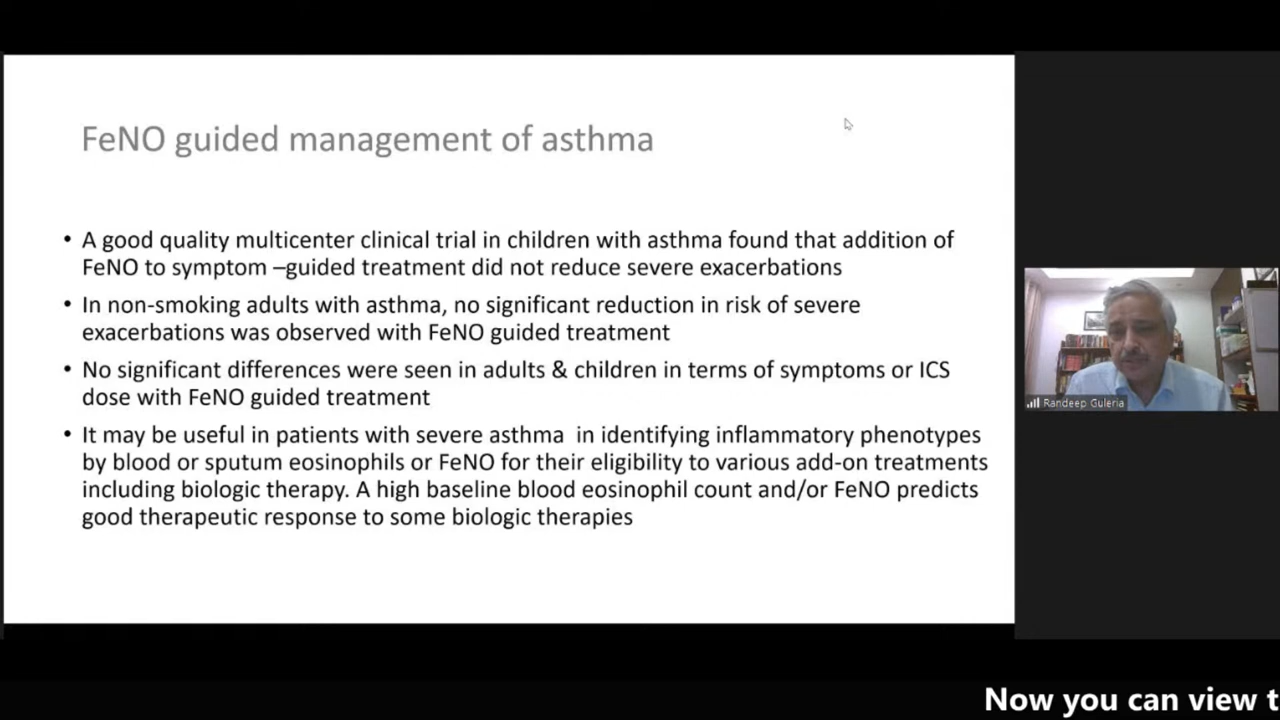 FeNO guided management of asthma
• A good quality multicenter clinical trial in children with asthma found that addition of
FeNO to symptom –guided treatment did not reduce severe exacerbations
• In non-smoking adults with asthma, no significant reduction in risk of severe
exacerbations was observed with FeNO guided treatment
• No significant differences were seen in adults & children in terms of symptoms or ICS
dose with FeNO guided treatment
• It may be useful in patients with severe asthma in identifying inflammatory phenotypes
by blood or sputum eosinophils or FeNO for their eligibility to various add-on treatments
including biologic therapy. A high baseline blood eosinophil count and/or FeNO predicts
good therapeutic response to some biologic therapies
Randeep Guleria
Now you can view t